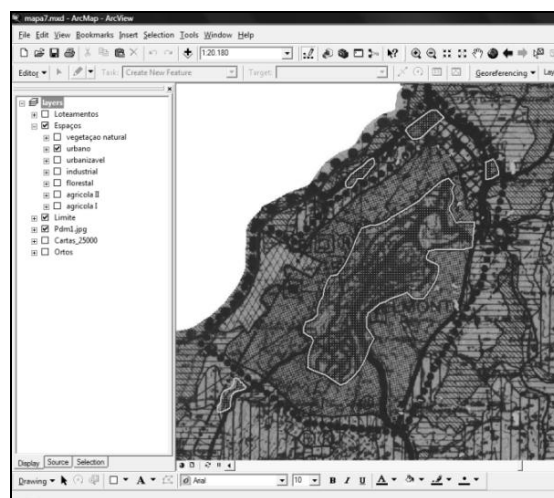 mapa7.mxd - ArcMap - ArcView
File Edit View Bookmarks Insert Selection Tools Window Help
1:20.180
Editor Task: Create New Feature Target: Georeferencing Lay
layers
Loteamentos
Espaços
vegetaçao natural
urbano
urbanizavel
industrial
florestal
agricola II
agricola I
Limite
Pdm1.jpg
Cartas_25000
Ortos
Display Source Selection
Drawing A Arial 10 B I U A